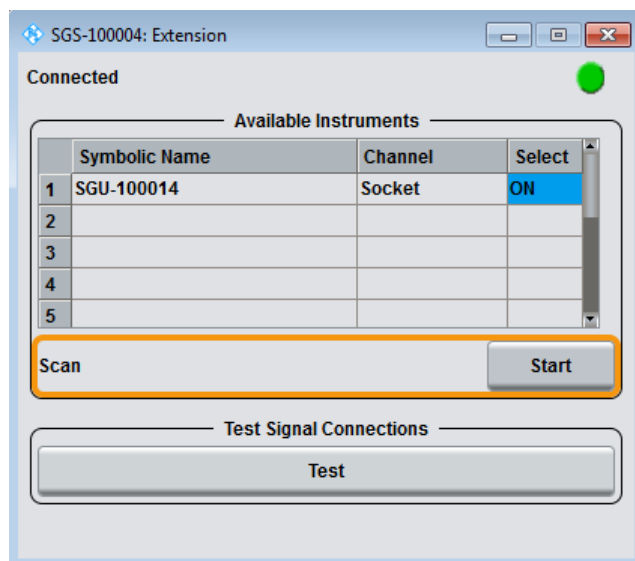 SGS-100004: Extension
Connected
Available Instruments
Symbolic Name Channel Select
1 SGU-100014 Socket ON
2
3
4
5
Scan Start
Test Signal Connections
Test